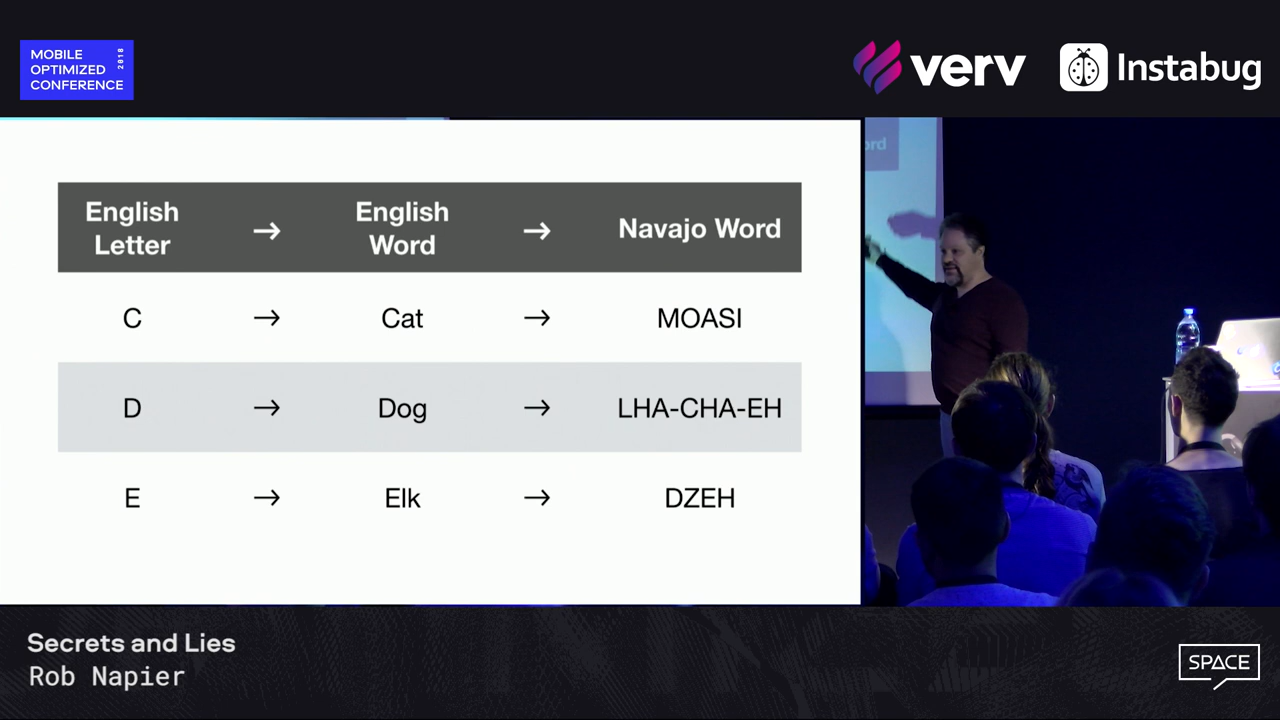 MOBILE
OPTIMIZED
CONFERENCE
2018
verv
Instabug
English Letter → English Word → Navajo Word
C → Cat → MOASI
D → Dog → LHA-CHA-EH
E → Elk → DZEH
ord
Secrets and Lies
Rob Napier
SPACE